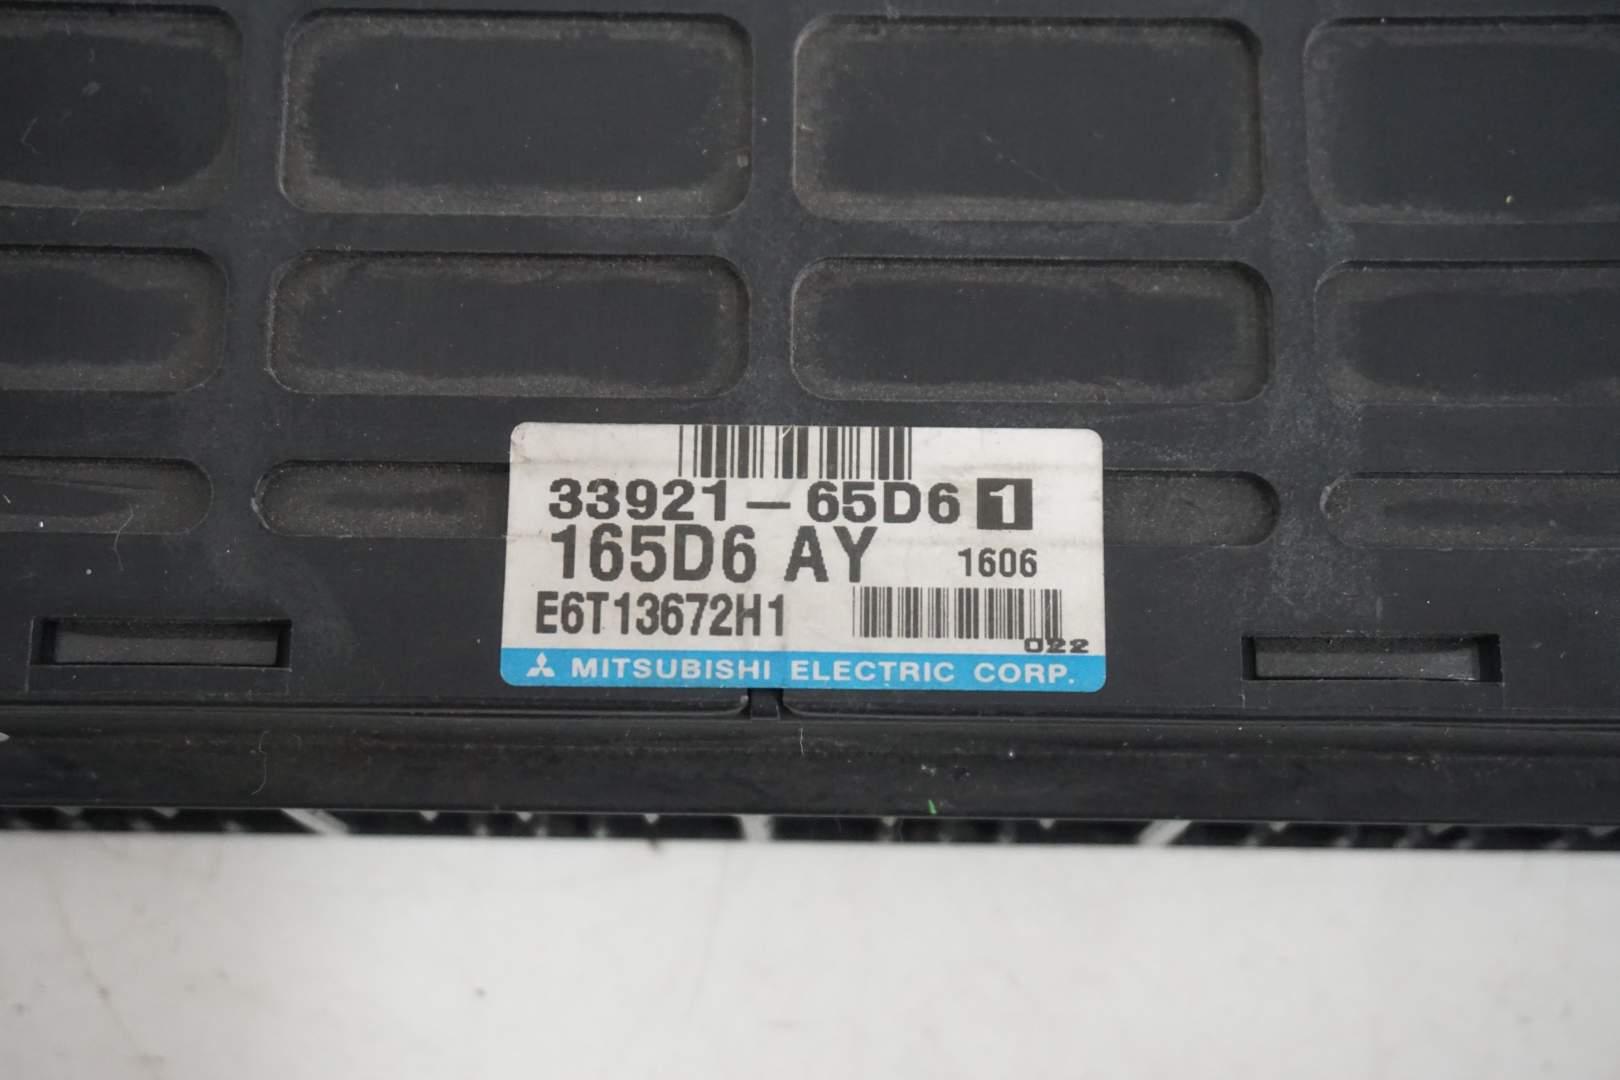 33921-65D6 1
165D6 AY 1606
E6T13672H1
022
MITSUBISHI ELECTRIC CORP.